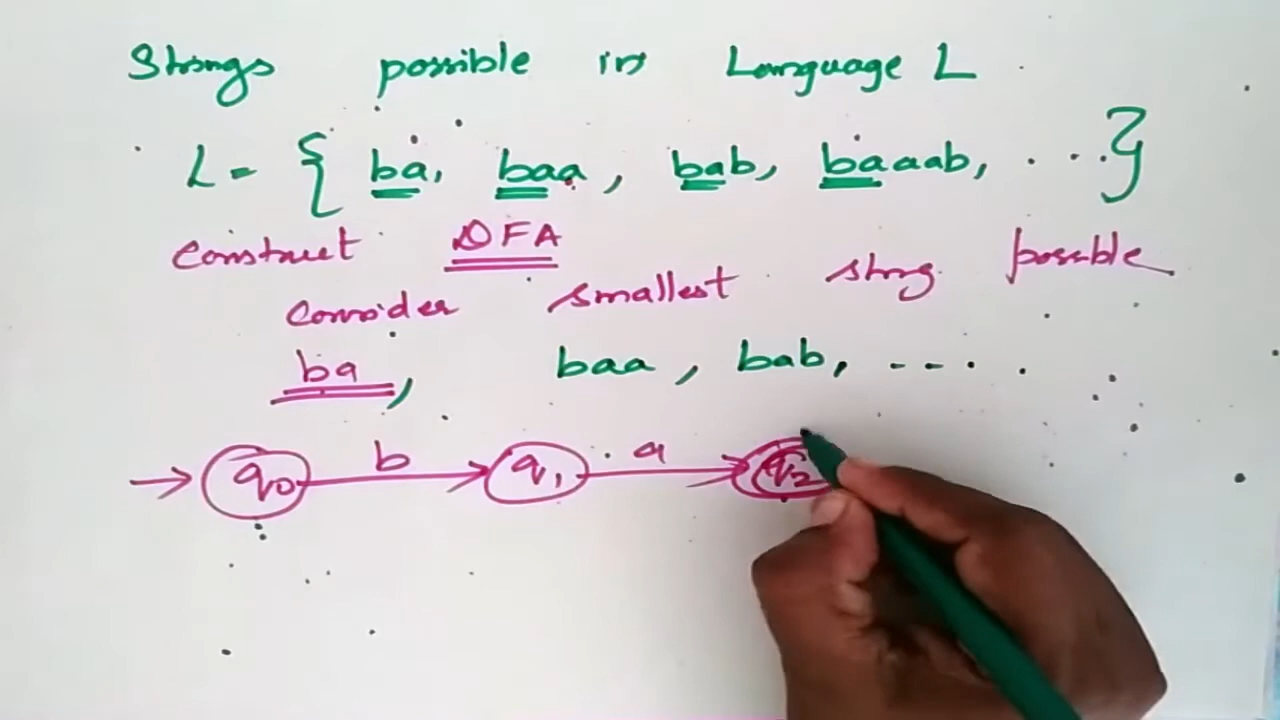 Strings possible in Language L
L = { ba, baa, bab, baaab, ...}
Construct DFA
Consider smallest string possible
ba, baa, bab, ....
b a
q0 q1 q2